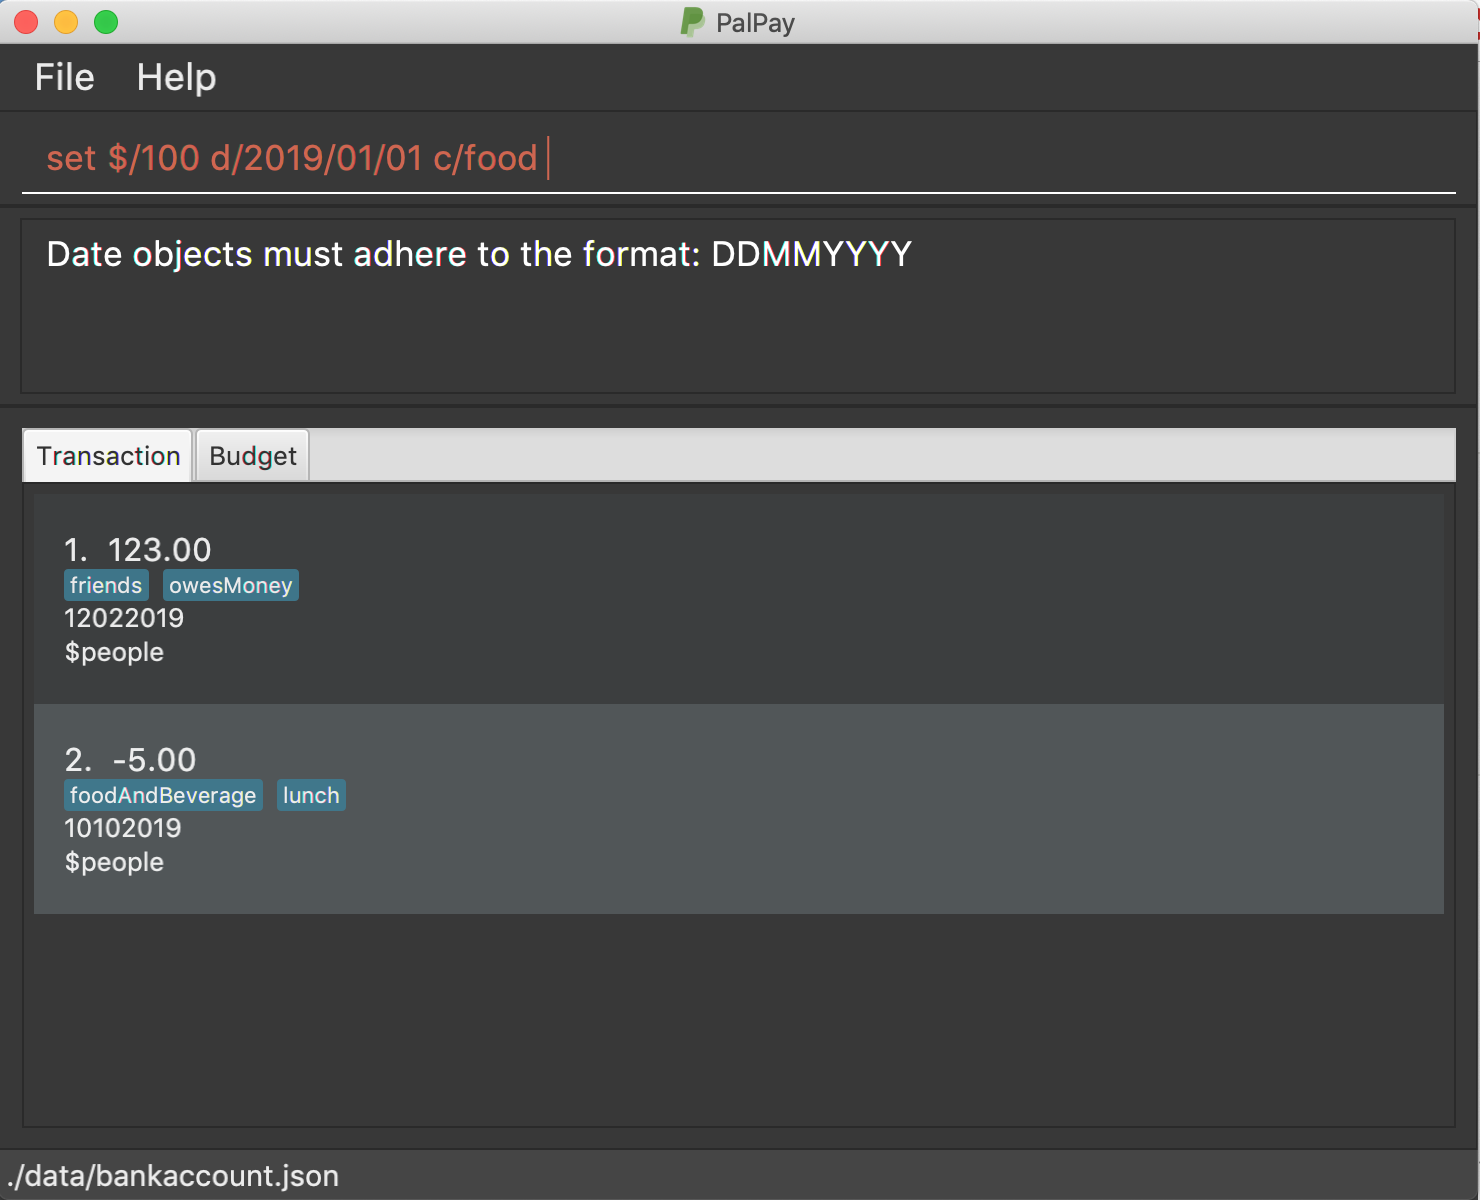 PalPay
File Help
set $/100 d/2019/01/01 c/food
Date objects must adhere to the format: DDMMYYYY
Transaction Budget
1. 123.00
friends owesMoney
12022019
$people
2. -5.00
foodAndBeverage lunch
10102019
$people
./data/bankaccount.json